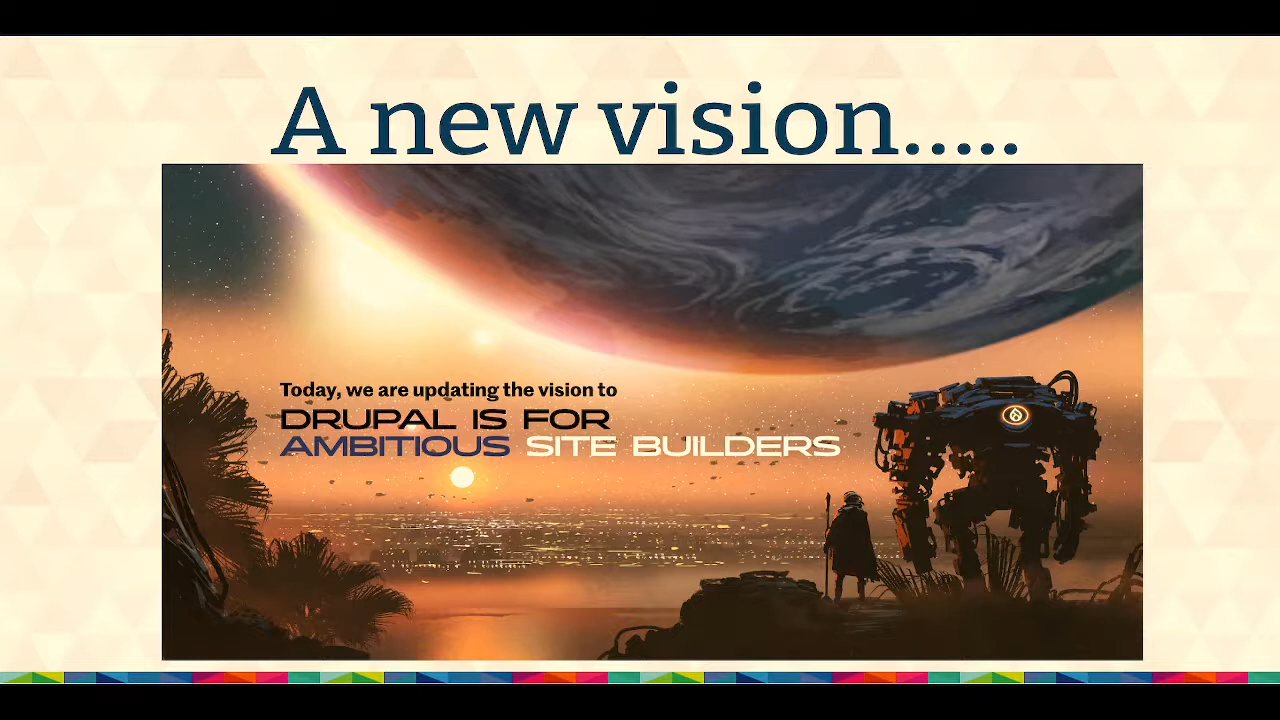 A new vision.....
Today, we are updating the vision to
DRUPAL IS FOR
AMBITIOUS SITE BUILDERS